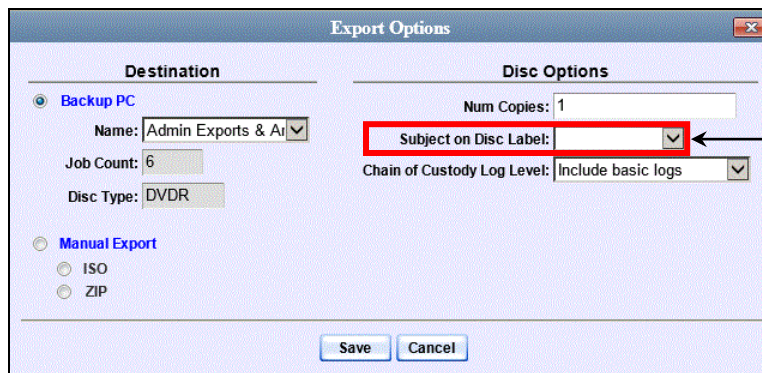 Export Options
Destination
Backup PC
Name: Admin Exports & Ar
Job Count: 6
Disc Type: DVDR
Manual Export
ISO
ZIP
Disc Options
Num Copies: 1
Subject on Disc Label:
Chain of Custody Log Level: Include basic logs
Save Cancel